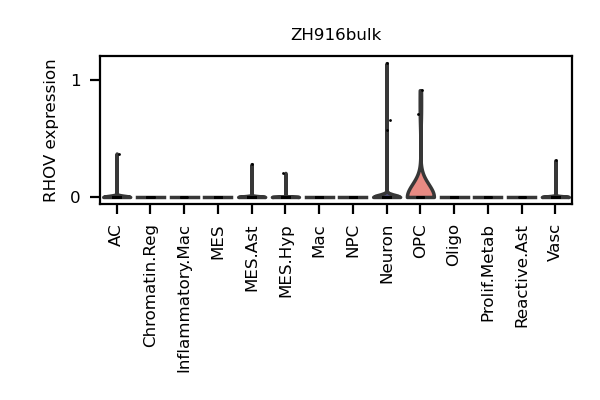 ZH916bulk
RHOV expression
1
0
AC
Chromatin.Reg
Inflammatory.Mac
MES
MES.Ast
MES.Hyp
Mac
NPC
Neuron
OPC
Oligo
Prolif.Metab
Reactive.Ast
Vasc